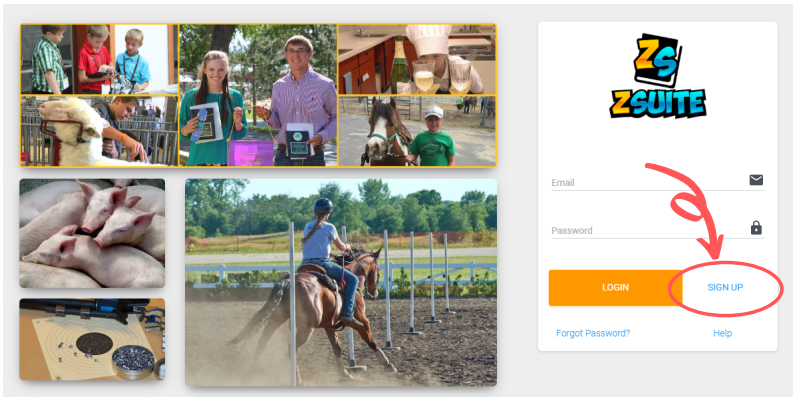 ZS
ZSUITE
Email
Password
LOGIN
SIGN UP
Forgot Password?
Help